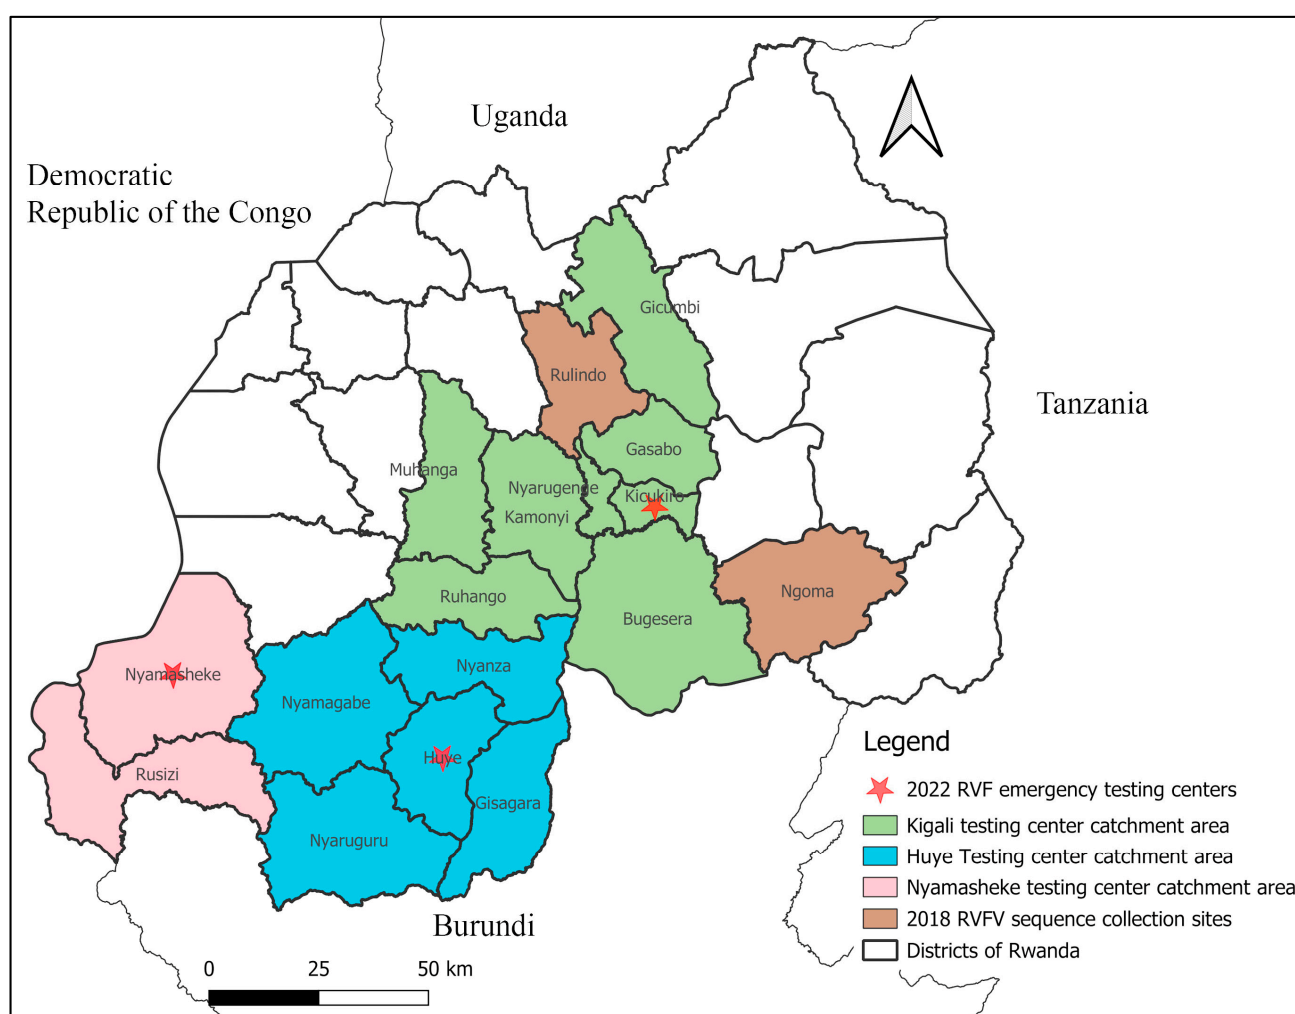 Uganda
Democratic
Republic of the Congo
Gicumbi
Rulindo
Tanzania
Gasabo
Muhanga
Nyarugenge
Kicukiro
Kamonyi
Ngoma
Ruhango
Bugesera
Nyanza
Nyamasheke
Nyamagabe
Huye
Rusizi
Gisagara
Nyaruguru
Burundi
Legend
2022 RVF emergency testing centers
Kigali testing center catchment area
Huye Testing center catchment area
Nyamasheke testing center catchment area
2018 RVFV sequence collection sites
Districts of Rwanda
0 25 50 km